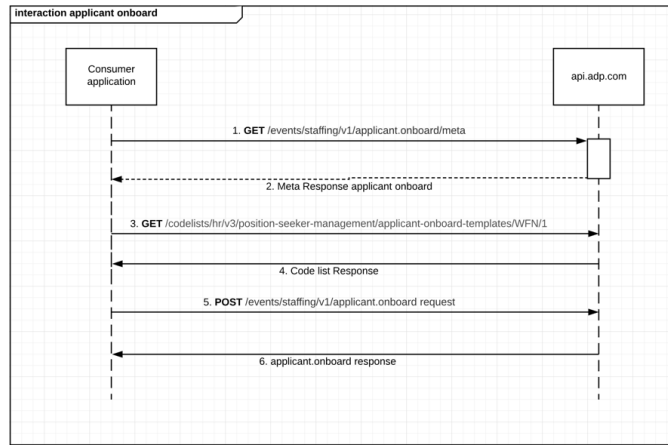 interaction applicant onboard
Consumer
application
api.adp.com
1. GET /events/staffing/v1/applicant.onboard/meta
2. Meta Response applicant onboard
3. GET /codelists/hr/v3/position-seeker-management/applicant-onboard-templates/WFN/1
4. Code list Response
5. POST /events/staffing/v1/applicant.onboard request
6. applicant.onboard response